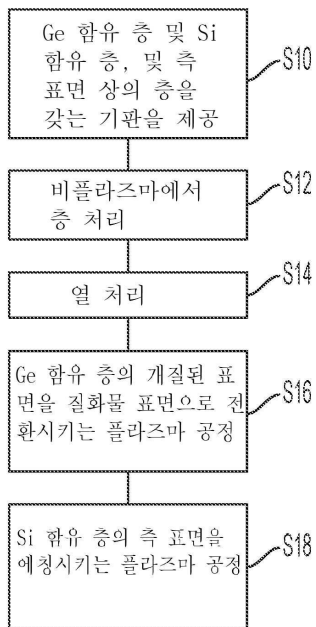 Ge 함유 층 및 Si
함유 층, 및 측
표면 상의 층을
갖는 기판을 제공
S10
비플라즈마에서
층 처리
S12
열 처리
S14
Ge 함유 층의 개질된 표
면을 질화물 표면으로 전
환시키는 플라즈마 공정
S16
Si 함유 층의 측 표면을
에칭시키는 플라즈마 공정
S18